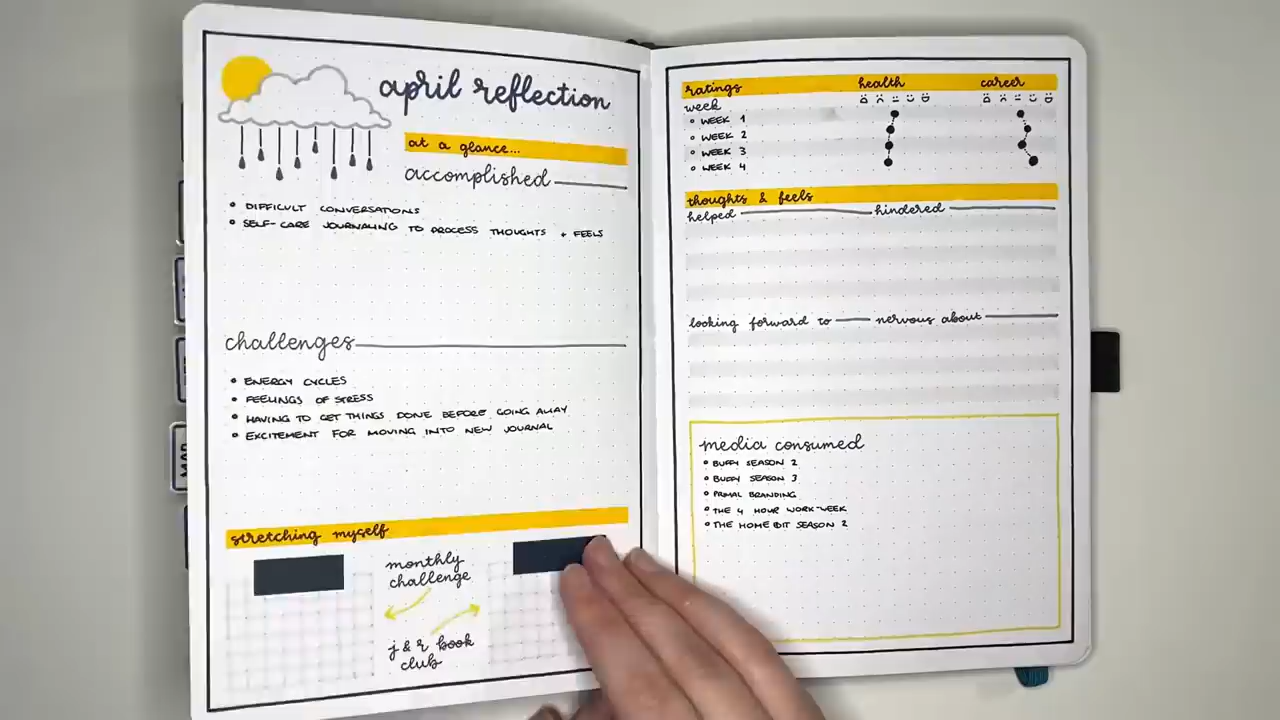 april reflection
at a glance...
accomplished
• DIFFICULT CONVERSATIONS
• SELF-CARE JOURNALING TO PROCESS THOUGHTS + FEELS
challenges
• ENERGY CYCLES
• FEELINGS OF STRESS
• HAVING TO GET THINGS DONE BEFORE GOING AWAY
• EXCITEMENT FOR MOVING INTO NEW JOURNAL
stretching myself
monthly
challenge
j & r book
club
ratings health career
week
• WEEK 1
• WEEK 2
• WEEK 3
• WEEK 4
thoughts & feels
helped hindered
looking forward to nervous about
media consumed
• BUFFY SEASON 2
• BUFFY SEASON 3
• PRIMAL BRANDING
• THE 4 HOUR WORK-WEEK
• THE HOME EDIT SEASON 2